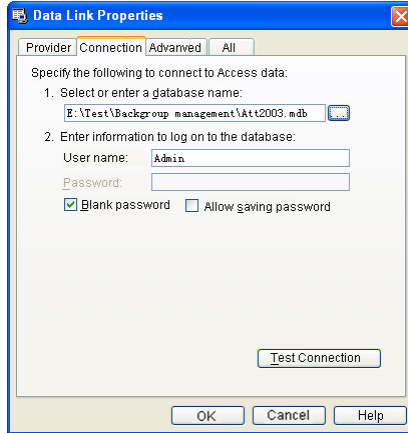 Data Link Properties
Provider Connection Advanved All
Specify the following to connect to Access data:
1. Select or enter a database name:
E:\Test\Backgroup management\Att2003.mdb ...
2. Enter information to log on to the database:
User name: Admin
Password:
Blank password Allow saving password
Test Connection
OK Cancel Help